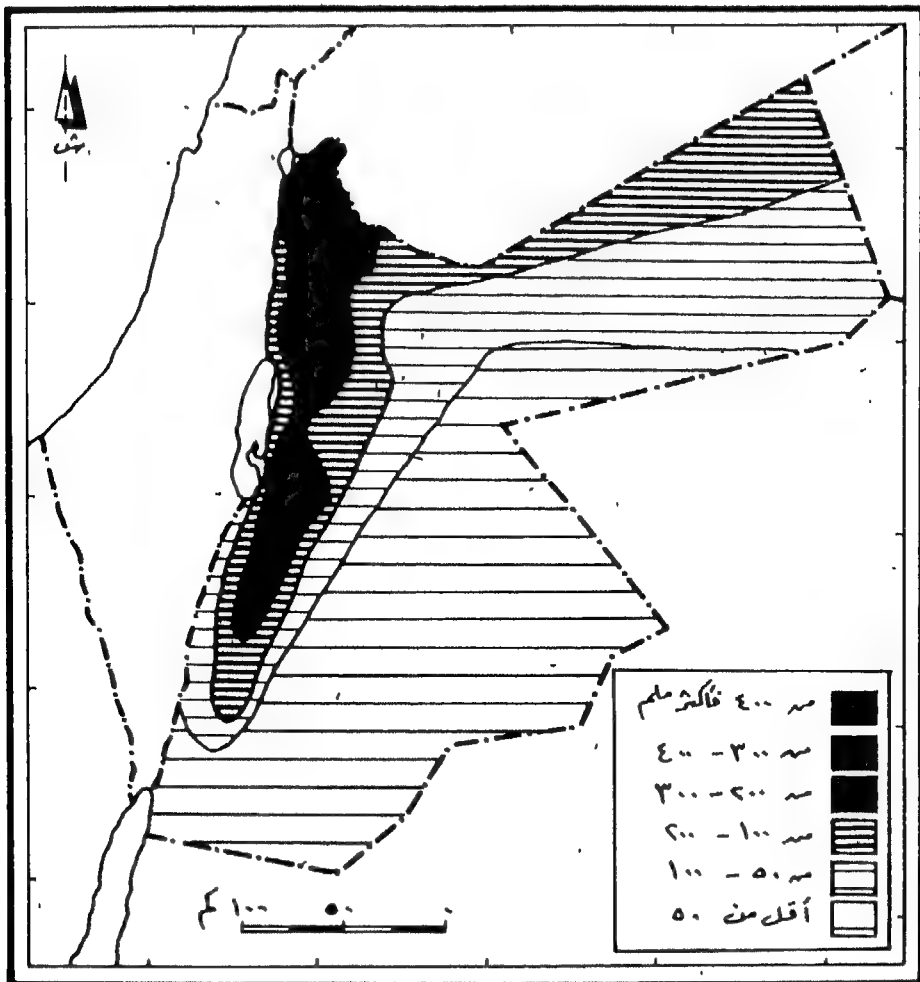 ش
من ٤٠٠ فأكثر ملم
من ٣٠٠ - ٤٠٠
من ٢٠٠ - ٣٠٠
من ١٠٠ - ٢٠٠
من ٥٠ - ١٠٠
أقل من ٥٠
٠ ٥٠ ١٠٠ كم